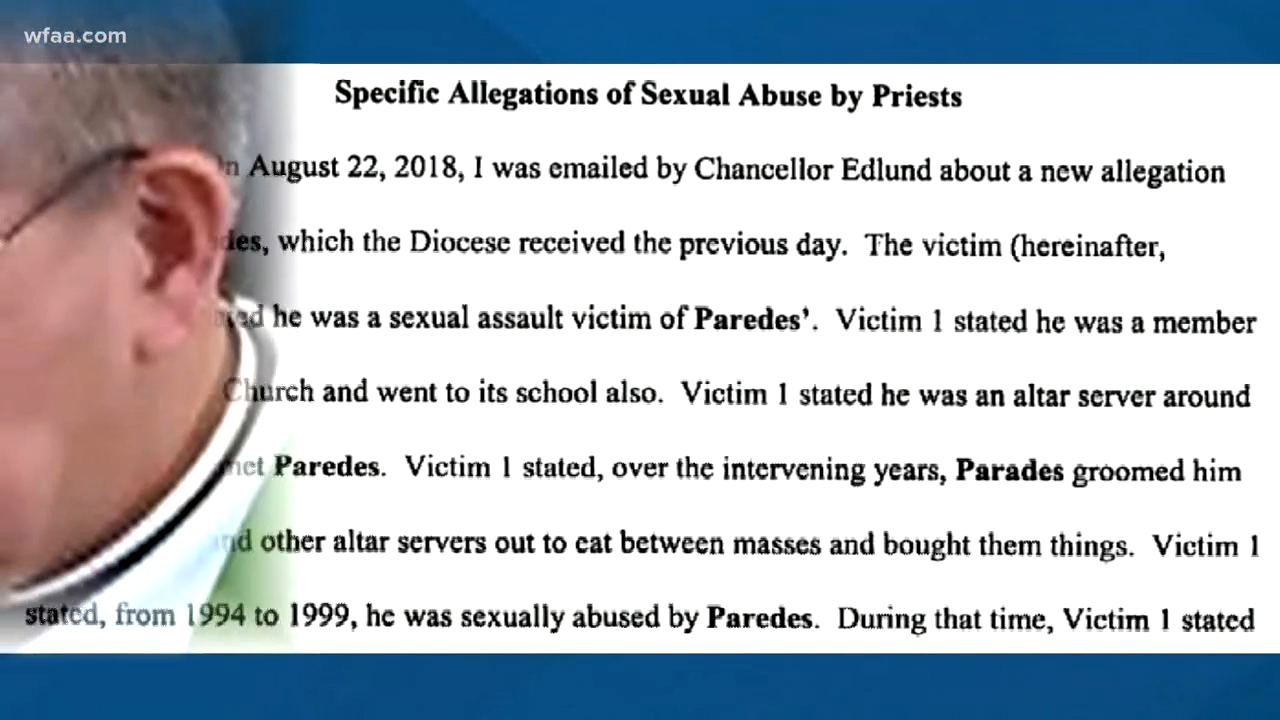 wfaa.com
Specific Allegations of Sexual Abuse by Priests
August 22, 2018, I was emailed by Chancellor Edlund about a new allegation
which the Diocese received the previous day. The victim (hereinafter,
he was a sexual assault victim of Paredes'. Victim 1 stated he was a member
Church and went to its school also. Victim 1 stated he was an altar server around
Paredes. Victim 1 stated, over the intervening years, Parades groomed him
other altar servers out to eat between masses and bought them things. Victim 1
stated, from 1994 to 1999, he was sexually abused by Paredes. During that time, Victim 1 stated